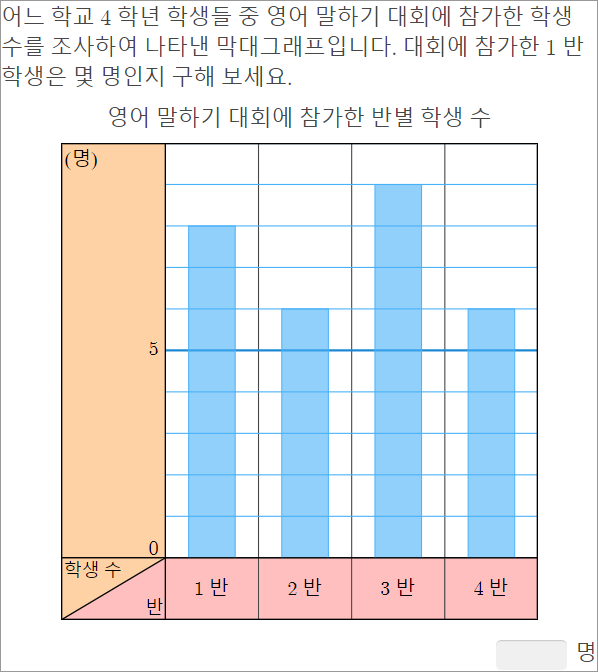 어느 학교 4 학년 학생들 중 영어 말하기 대회에 참가한 학생
수를 조사하여 나타낸 막대그래프입니다. 대회에 참가한 1 반
학생은 몇 명인지 구해 보세요.
영어 말하기 대회에 참가한 반별 학생 수
(명)
5
0
학생 수
반
1 반
2 반
3 반
4 반
명